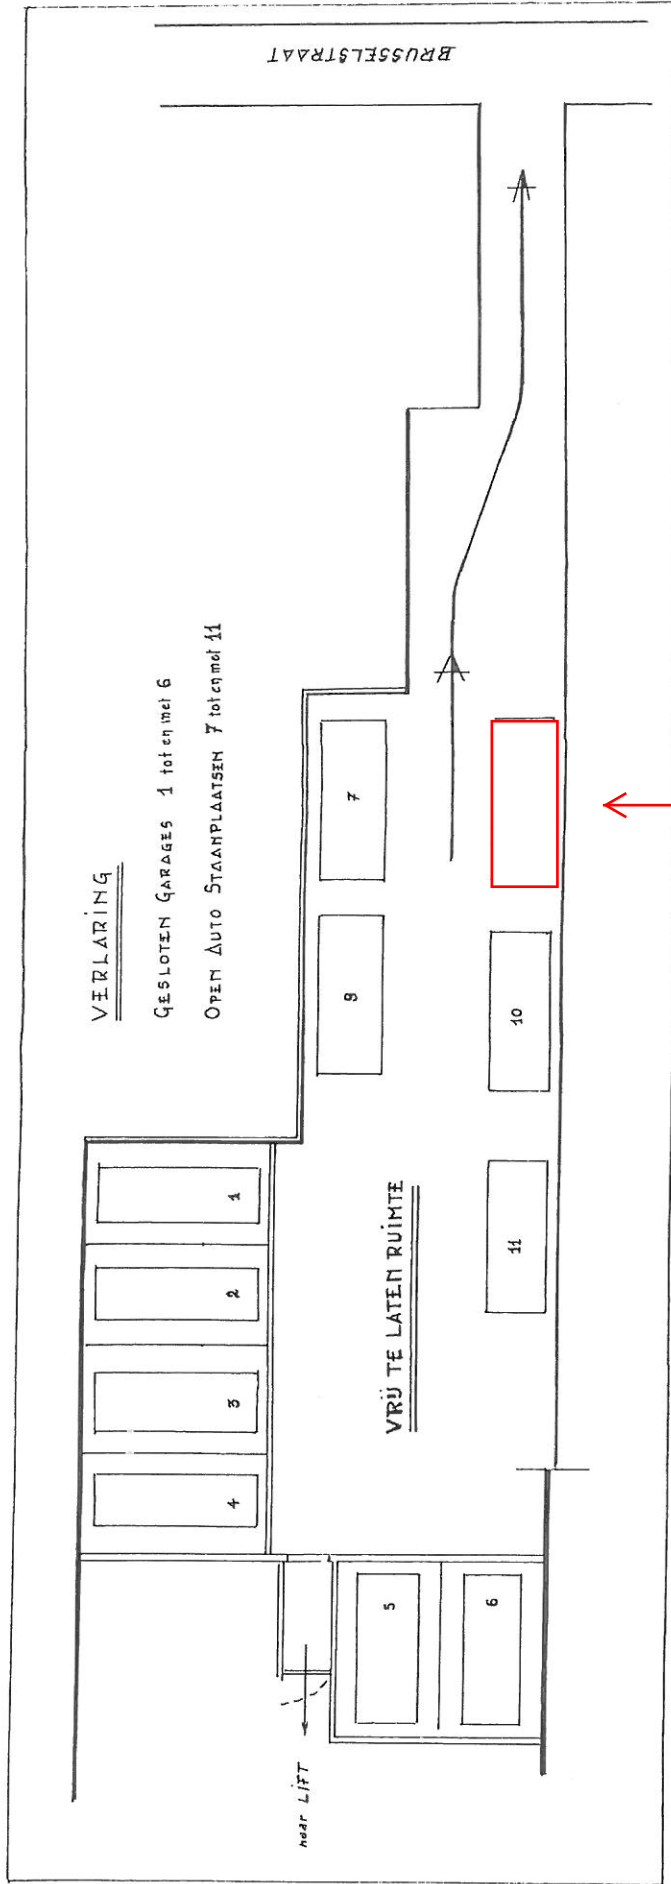 BRUSSELSTRAAT
VERLARING
GESLOTEN GARAGES 1 tot en met 6
OPEN AUTO STAANPLAATSEN 7 tot en met 11
7
9
10
11
1
2
3
4
VRIJ TE LATEN RUIMTE
5
6
naar LIFT